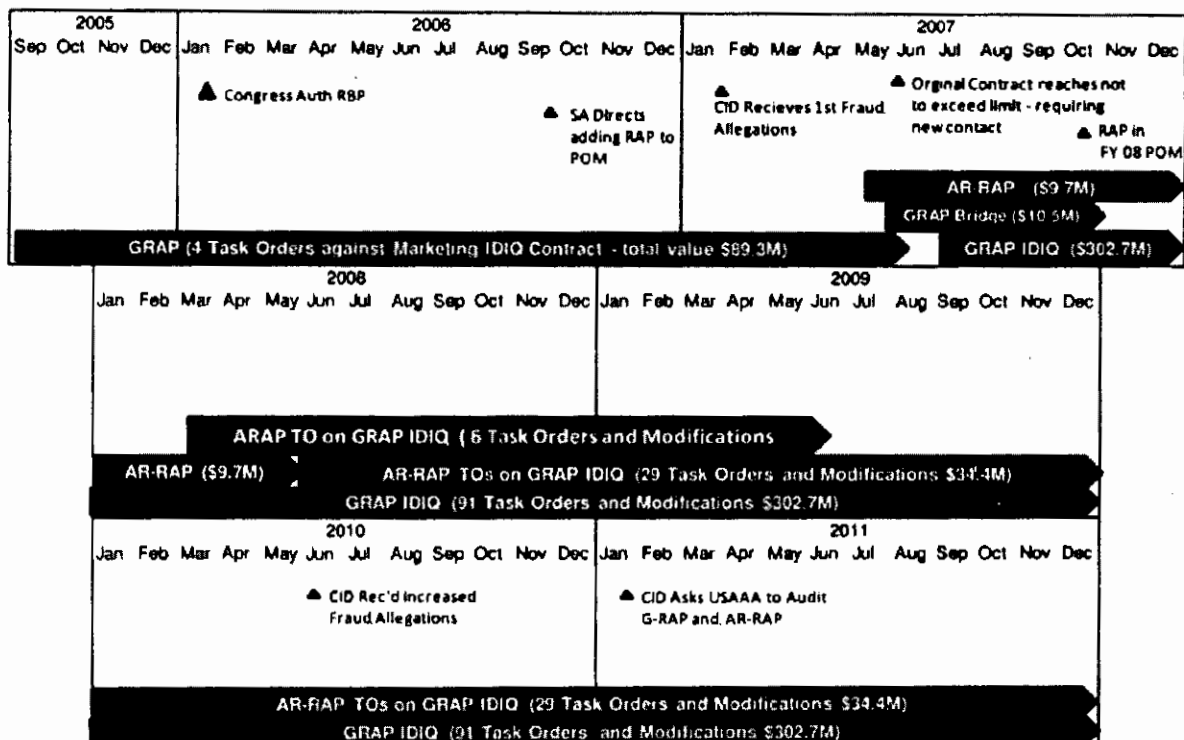 2005 2006 2007
Sep Oct Nov Dec Jan Feb Mar Apr May Jun Jul Aug Sep Oct Nov Dec Jan Feb Mar Apr May Jun Jul Aug Sep Oct Nov Dec
Congress Auth RBP
SA Directs
adding RAP to
POM
CID Recieves 1st Fraud
Allegations
Orginal Contract reaches not
to exceed limit - requiring
new contact
RAP in
FY 08 POM
AR-RAP ($9.7M)
GRAP Bridge ($10.5M)
GRAP (4 Task Orders against Marketing IDIQ Contract - total value $89.3M)
GRAP IDIQ ($302.7M)
2008 2009
Jan Feb Mar Apr May Jun Jul Aug Sep Oct Nov Dec Jan Feb Mar Apr May Jun Jul Aug Sep Oct Nov Dec
ARAP TO on GRAP IDIQ ( 6 Task Orders and Modifications
AR-RAP ($9.7M)
AR-RAP TOs on GRAP IDIQ (29 Task Orders and Modifications $34.4M)
GRAP IDIQ (91 Task Orders and Modifications $302.7M)
2010 2011
Jan Feb Mar Apr May Jun Jul Aug Sep Oct Nov Dec Jan Feb Mar Apr May Jun Jul Aug Sep Oct Nov Dec
CID Rec'd increased
Fraud Allegations
CID Asks USAAA to Audit
G-RAP and AR-RAP
AR-RAP TOs on GRAP IDIQ (29 Task Orders and Modifications $34.4M)
GRAP IDIQ (91 Task Orders and Modifications $302.7M)